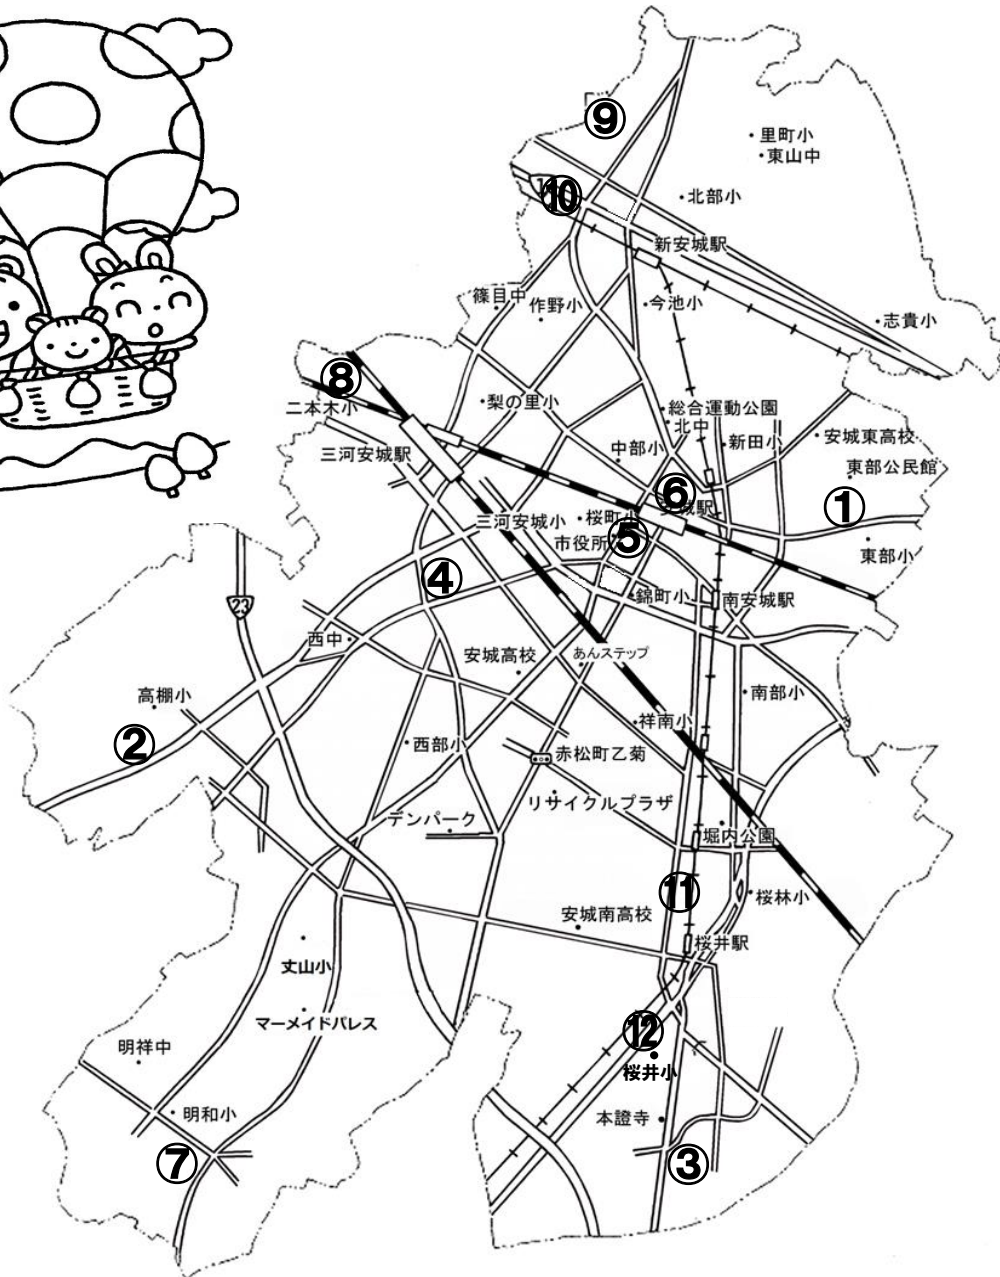 ⑨
・里町小
・東山中
⑩
・北部小
新安城駅
篠目中
作野小
・今池小
・志貴小
⑧
二本木小
・梨の里小
・総合運動公園
・北中
三河安城駅
中部小
・新田小
・安城東高校
東部公民館
⑥
安城駅
①
三河安城小
・桜町小
市役所
⑤
東部小
④
錦町小
南安城駅
23
西中
安城高校
あんステップ
高棚小
・南部小
祥南小
②
・西部小
赤松町乙菊
リサイクルプラザ
デンパーク
堀内公園
⑪
・桜林小
安城南高校
桜井駅
丈山小
マーメイドパレス
⑫
明祥中
桜井小
・明和小
本證寺
⑦
③